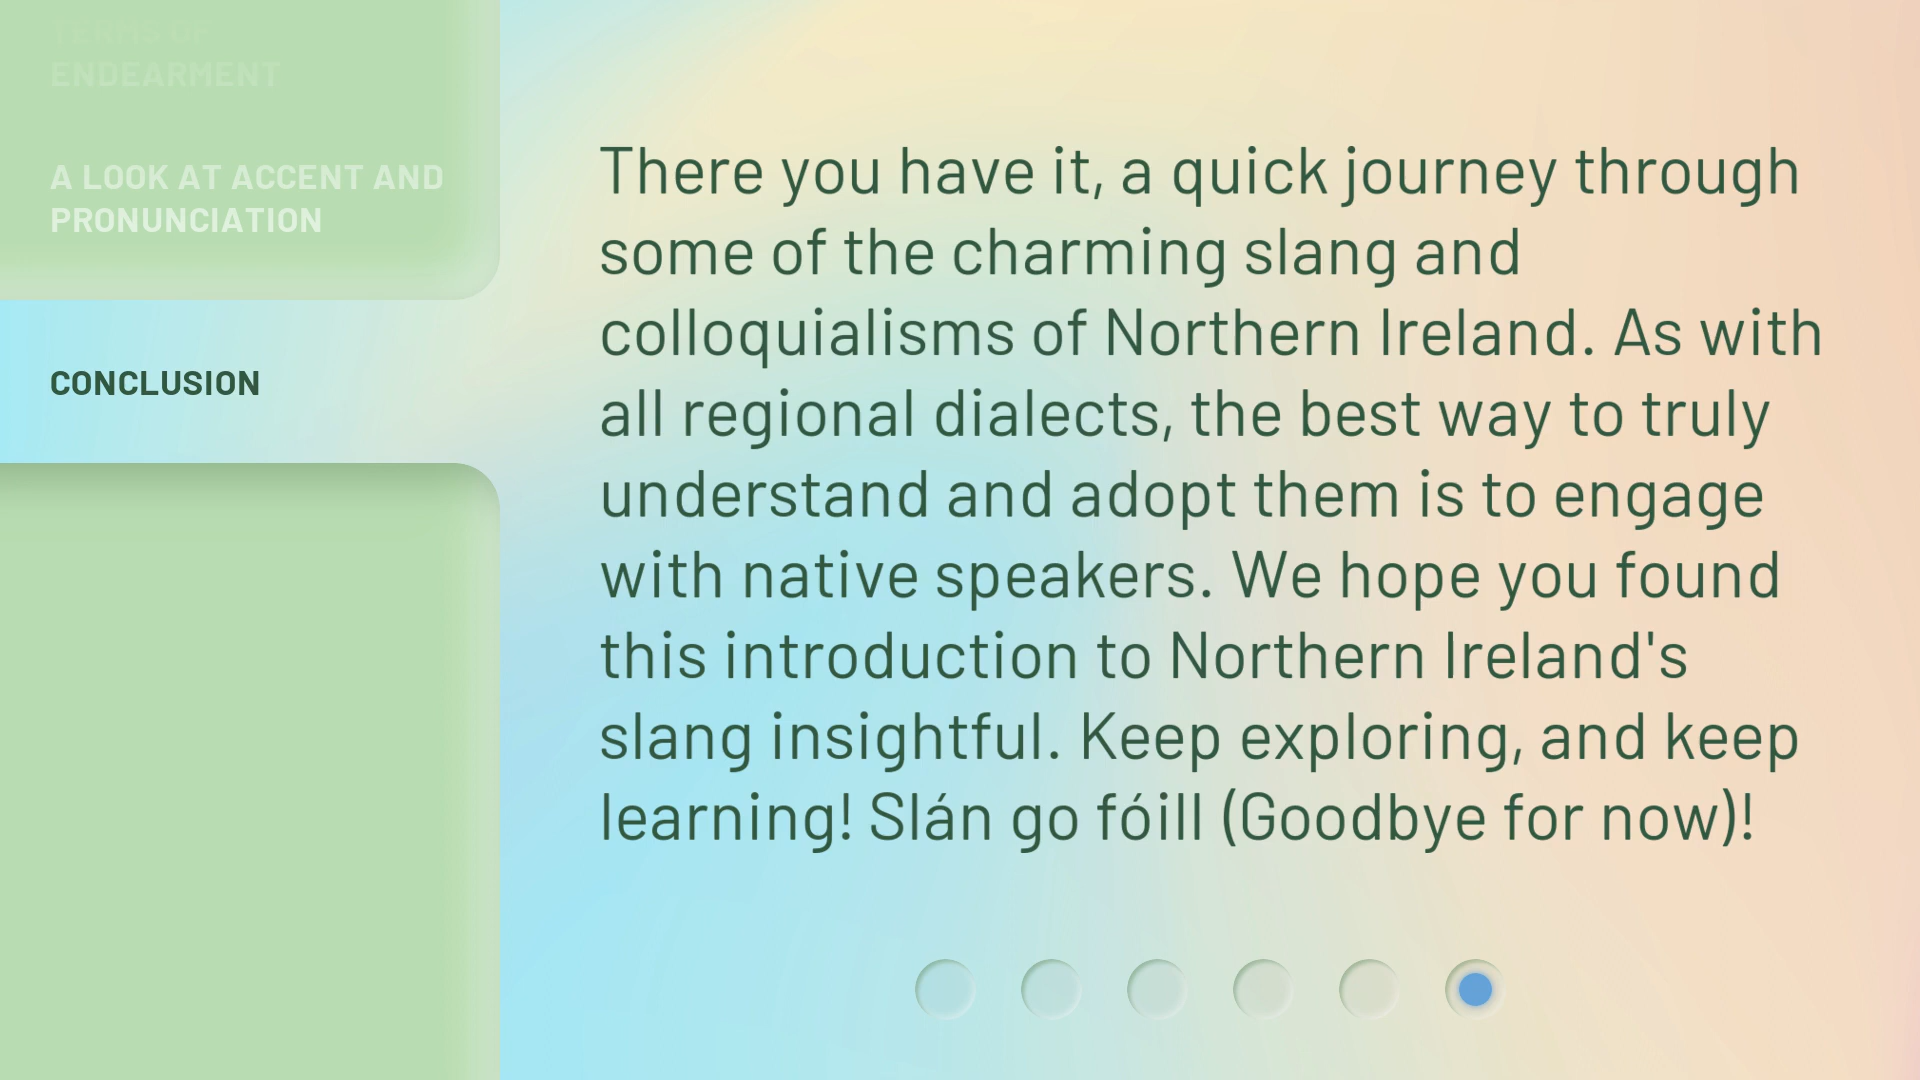 TERMS OF
ENDEARMENT
A LOOK AT ACCENT AND
PRONUNCIATION
CONCLUSION
There you have it, a quick journey through
some of the charming slang and
colloquialisms of Northern Ireland. As with
all regional dialects, the best way to truly
understand and adopt them is to engage
with native speakers. We hope you found
this introduction to Northern Ireland's
slang insightful. Keep exploring, and keep
learning! Slán go fóill (Goodbye for now)!